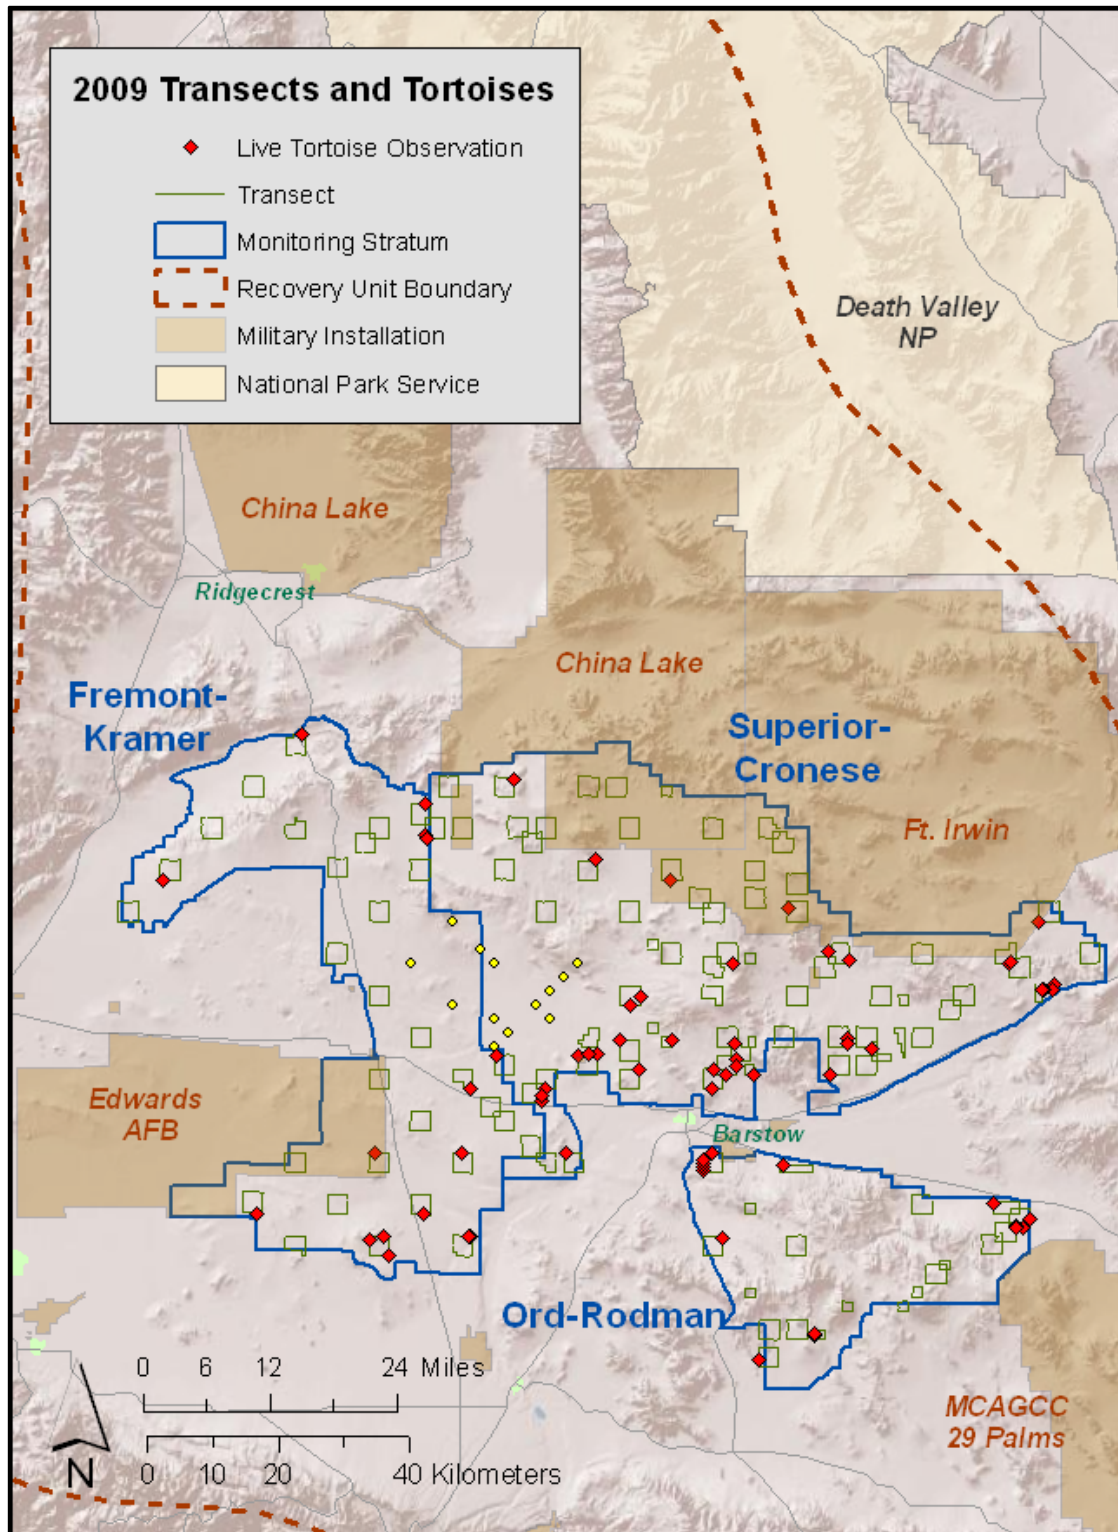 2009 Transects and Tortoises
Live Tortoise Observation
Transect
Monitoring Stratum
Recovery Unit Boundary
Military Installation
National Park Service
Death Valley
NP
China Lake
Ridgecrest
China Lake
Fremont-
Kramer
Superior-
Cronese
Ft. Irwin
Edwards
AFB
Barstow
Ord-Rodman
0 6 12 24 Miles
MCAGCC
29 Palms
N
0 10 20 40 Kilometers